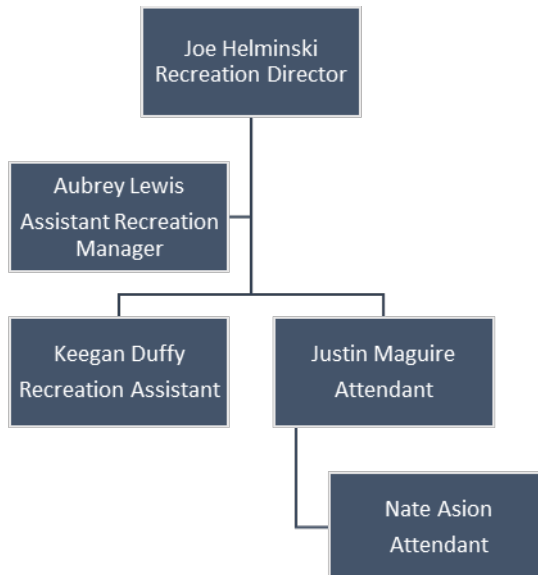 Joe Helminski
Recreation Director
Aubrey Lewis
Assistant Recreation
Manager
Keegan Duffy
Recreation Assistant
Justin Maguire
Attendant
Nate Asion
Attendant